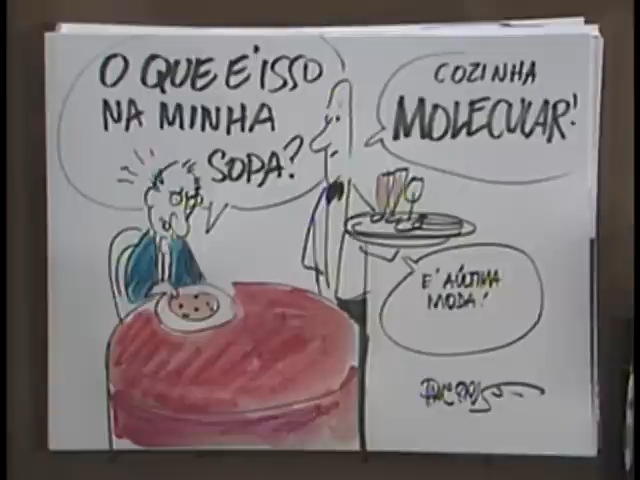 O QUE E' ISSO
NA MINHA
SOPA?
COZINHA
MOLECULAR!
E' A ÚLTIMA
MODA!